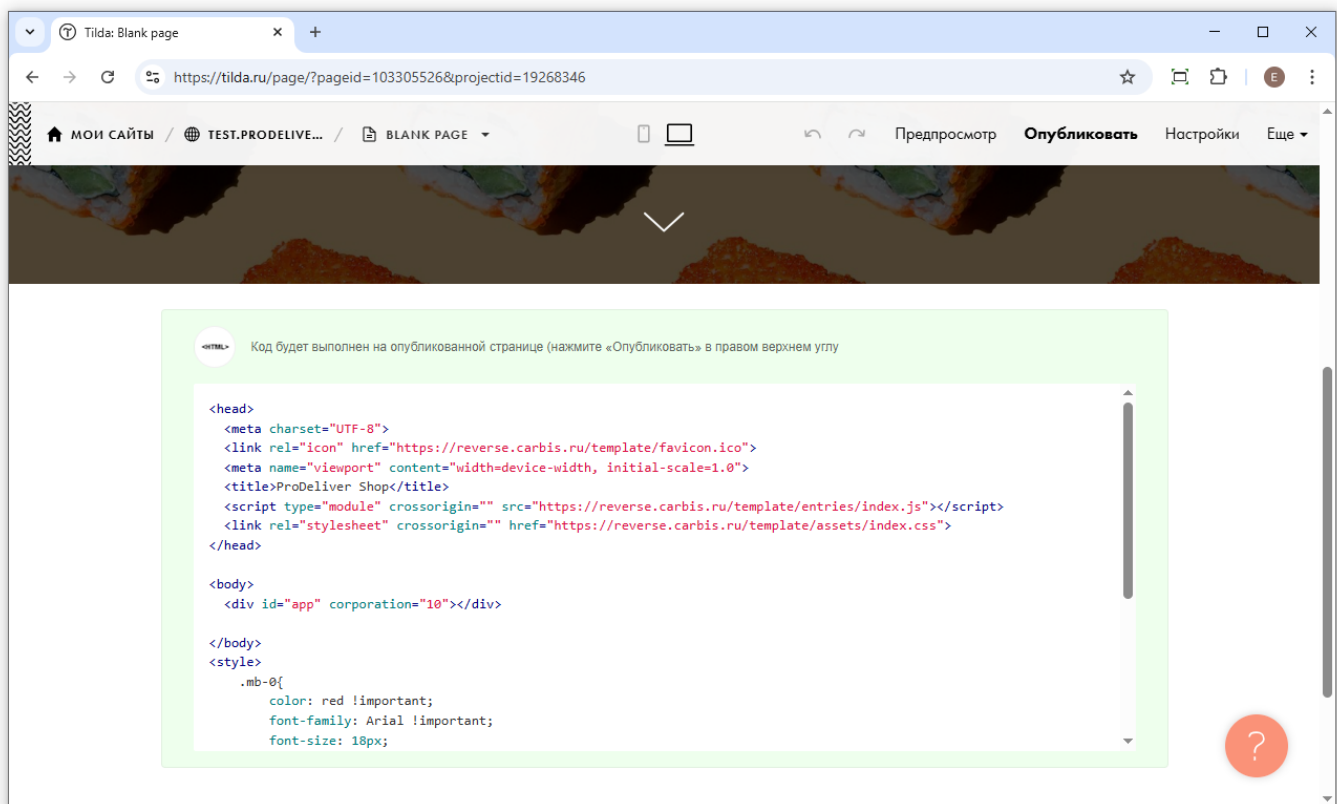 Tilda: Blank page
https://tilda.ru/page/?pageid=103305526&projectid=19268346
E
МОИ САЙТЫ / TEST.PRODELIVE... / BLANK PAGE
Предпросмотр Опубликовать Настройки Еще
<HTML> Код будет выполнен на опубликованной странице (нажмите «Опубликовать» в правом верхнем углу
<head>
  <meta charset="UTF-8">
  <link rel="icon" href="https://reverse.carbis.ru/template/favicon.ico">
  <meta name="viewport" content="width=device-width, initial-scale=1.0">
  <title>ProDeliver Shop</title>
  <script type="module" crossorigin="" src="https://reverse.carbis.ru/template/entries/index.js"></script>
  <link rel="stylesheet" crossorigin="" href="https://reverse.carbis.ru/template/assets/index.css">
</head>
<body>
  <div id="app" corporation="10"></div>
</body>
<style>
    .mb-0{
        color: red !important;
        font-family: Arial !important;
        font-size: 18px;
?